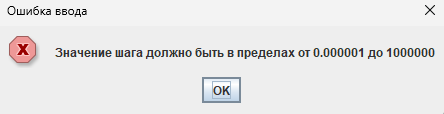 Ошибка ввода
Значение шага должно быть в пределах от 0.000001 до 1000000
OK